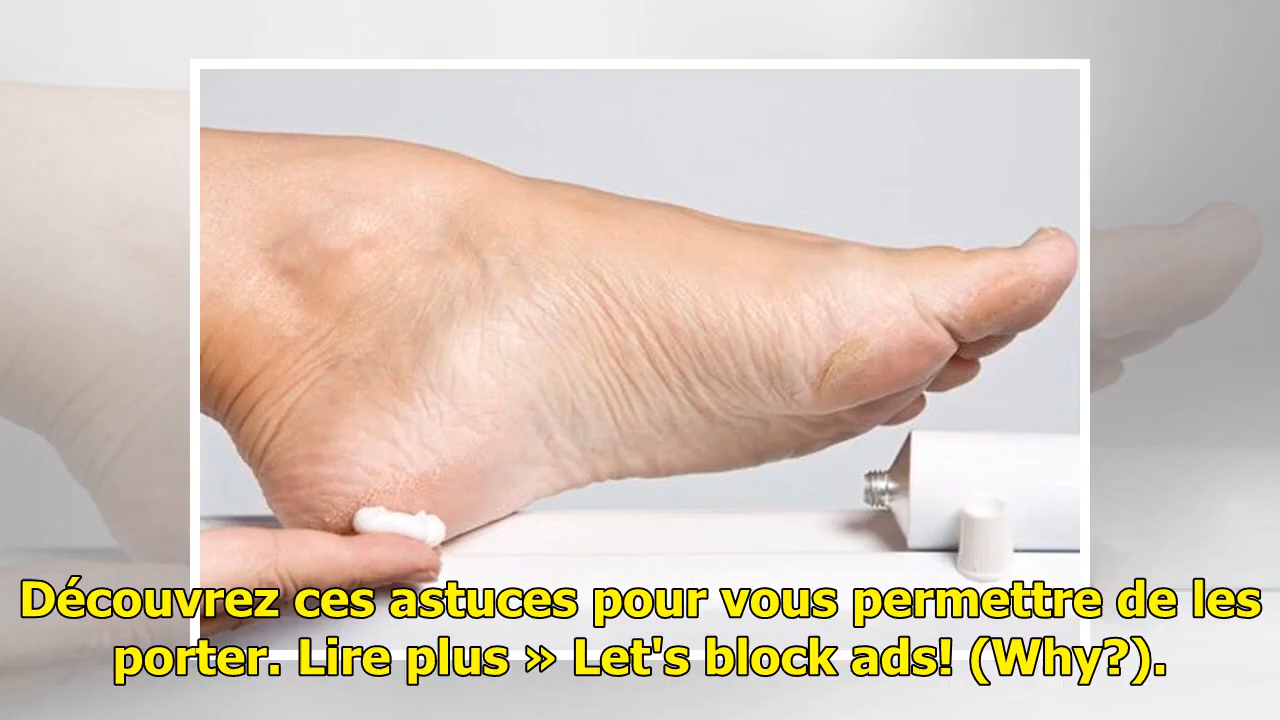 Découvrez ces astuces pour vous permettre de les
porter. Lire plus » Let's block ads! (Why?).